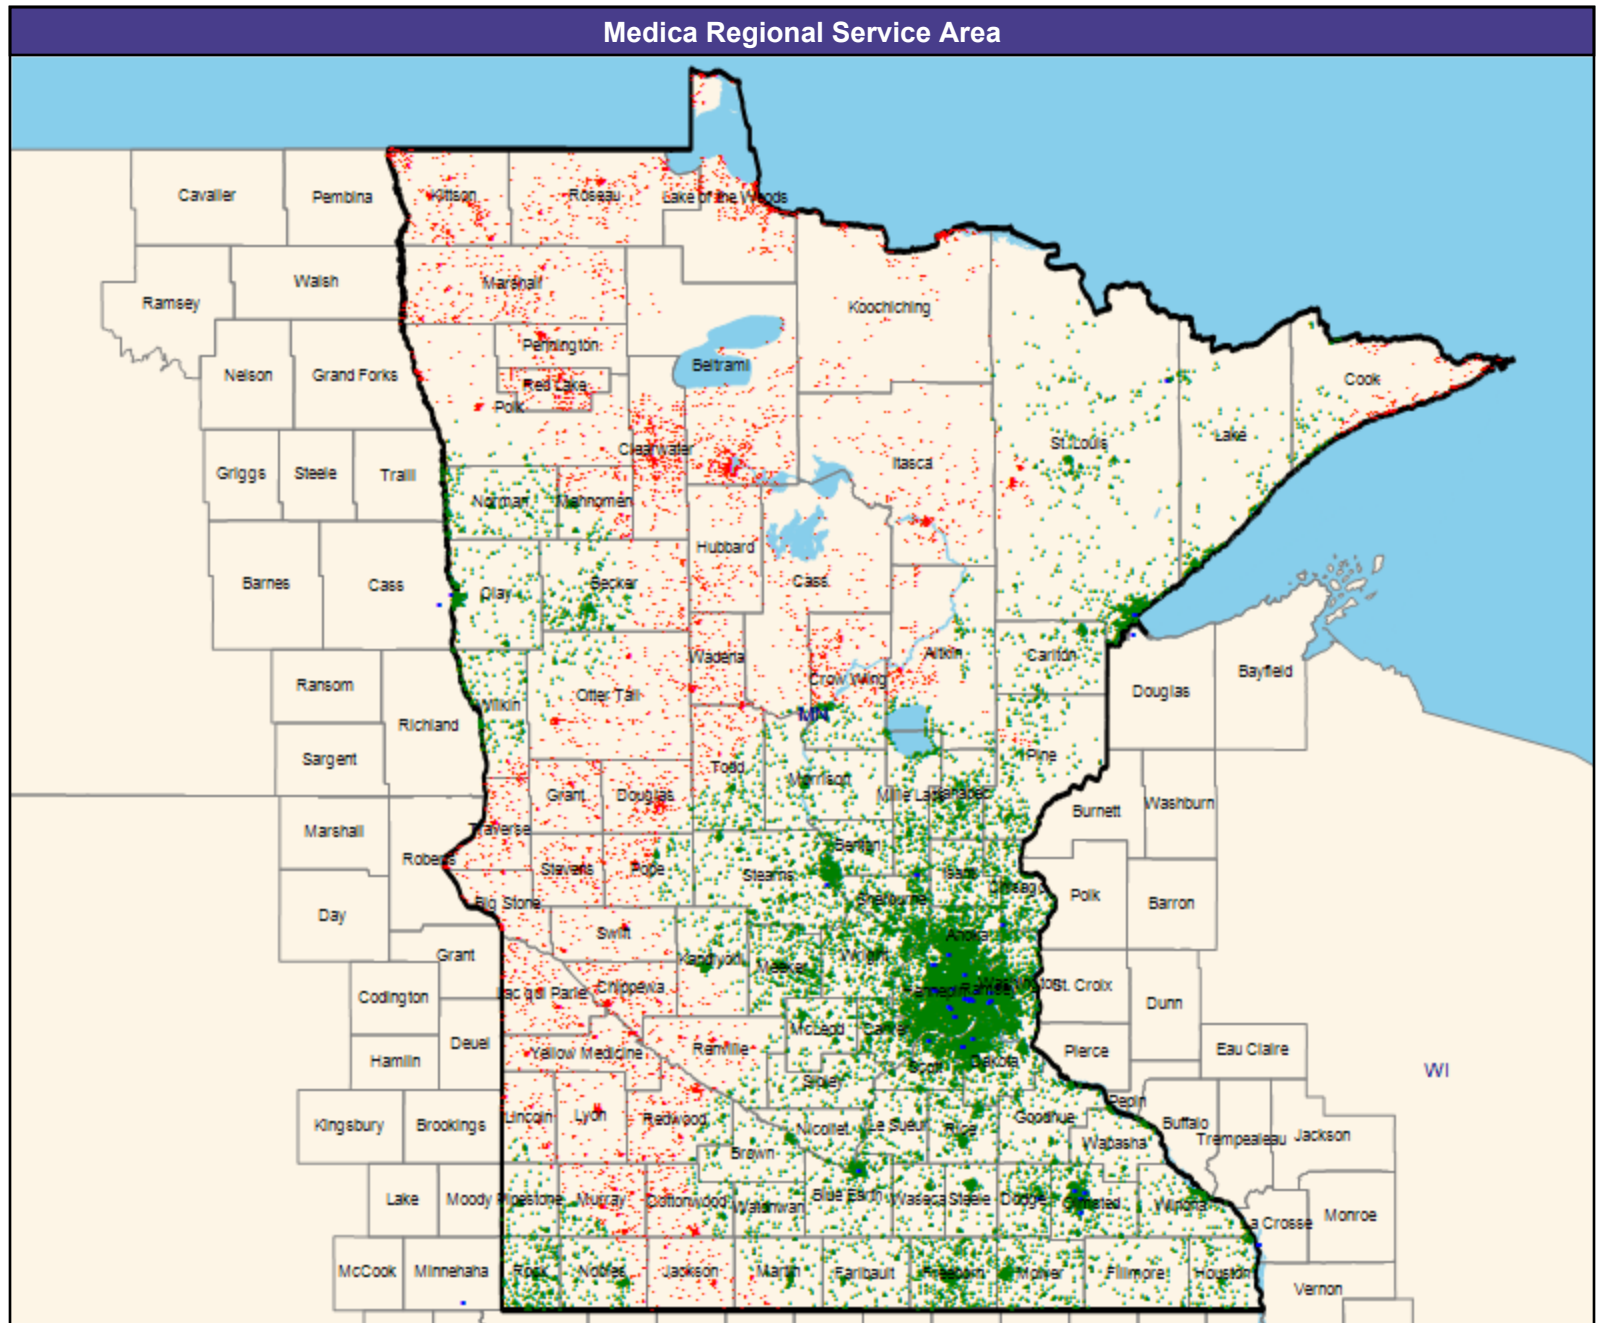 Medica Regional Service Area
Cavalier
Pembina
Kittson
Roseau
Lake of the Woods
Ramsey
Walsh
Marshall
Koochiching
Nelson
Grand Forks
Pennington
Red Lake
Polk
Beltrami
Cook
Griggs
Steele
Traill
Clearwater
Itasca
St. Louis
Lake
Norman
Mahnomen
Barnes
Cass
Clay
Becker
Hubbard
Cass
Ransom
Richland
Wilkin
Otter Tail
Wadena
Crow Wing
Aitkin
Carlton
Douglas
Bayfield
MN
Sargent
Grant
Douglas
Todd
Morrison
Mille Lacs
Kanabec
Pine
Burnett
Washburn
Marshall
Roberts
Traverse
Stevens
Pope
Stearns
Benton
Isanti
Chisago
Polk
Barron
Day
Big Stone
Swift
Sherburne
Grant
Kandiyohi
Meeker
Wright
Anoka
Codington
Lac qui Parle
Chippewa
Hennepin
Ramsey
Washington
St. Croix
Dunn
Hamlin
Deuel
Yellow Medicine
Renville
McLeod
Carver
Scott
Dakota
Pierce
Eau Claire
WI
Sibley
Kingsbury
Brookings
Lincoln
Lyon
Redwood
Nicollet
Le Sueur
Rice
Goodhue
Pepin
Buffalo
Trempealeau
Jackson
Brown
Wabasha
Lake
Moody
Pipestone
Murray
Cottonwood
Watonwan
Blue Earth
Waseca
Steele
Dodge
Olmsted
Winona
La Crosse
Monroe
McCook
Minnehaha
Rock
Nobles
Jackson
Martin
Faribault
Freeborn
Mower
Fillmore
Houston
Vernon